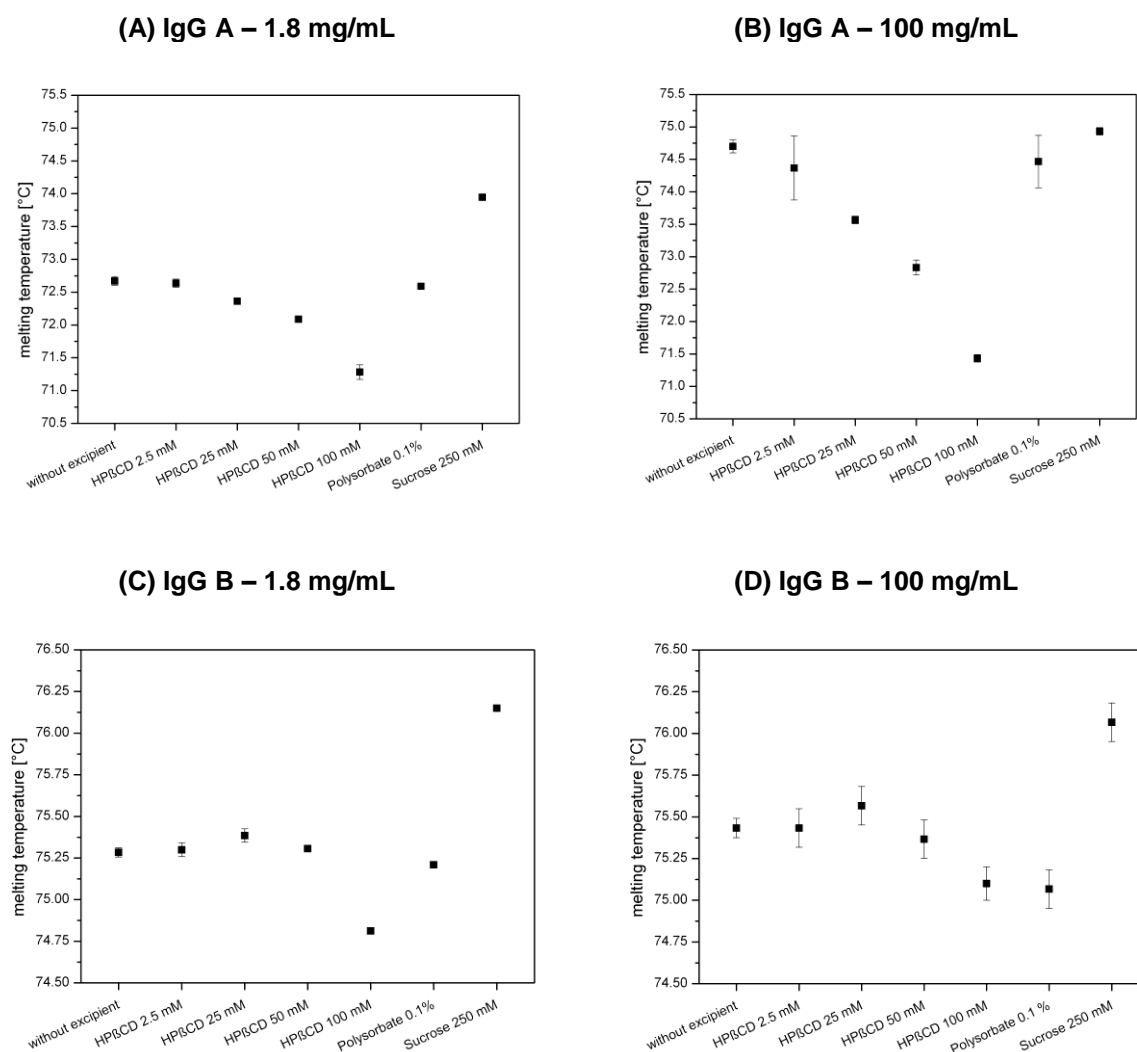 (A) IgG A – 1.8 mg/mL
75.5
75.0
74.5
74.0
73.5
73.0
72.5
72.0
71.5
71.0
70.5
melting temperature [°C]
without excipient
HPßCD 2.5 mM
HPßCD 25 mM
HPßCD 50 mM
HPßCD 100 mM
Polysorbate 0.1%
Sucrose 250 mM
(B) IgG A – 100 mg/mL
75.5
75.0
74.5
74.0
73.5
73.0
72.5
72.0
71.5
71.0
70.5
melting temperature [°C]
without excipient
HPßCD 2.5 mM
HPßCD 25 mM
HPßCD 50 mM
HPßCD 100 mM
Polysorbate 0.1%
Sucrose 250 mM
(C) IgG B – 1.8 mg/mL
76.50
76.25
76.00
75.75
75.50
75.25
75.00
74.75
74.50
melting temperature [°C]
without excipient
HPßCD 2.5 mM
HPßCD 25 mM
HPßCD 50 mM
HPßCD 100 mM
Polysorbate 0.1%
Sucrose 250 mM
(D) IgG B – 100 mg/mL
76.50
76.25
76.00
75.75
75.50
75.25
75.00
74.75
74.50
melting temperature [°C]
without excipient
HPßCD 2.5 mM
HPßCD 25 mM
HPßCD 50 mM
HPßCD 100 mM
Polysorbate 0.1 %
Sucrose 250 mM